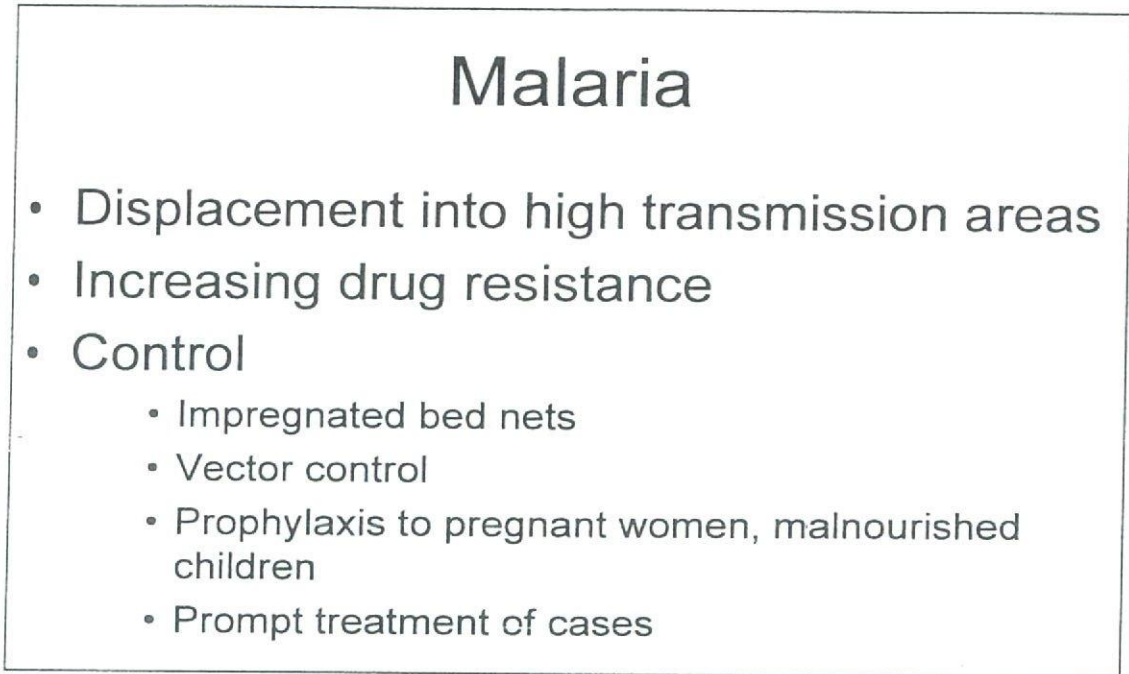 Malaria
• Displacement into high transmission areas
• Increasing drug resistance
• Control
• Impregnated bed nets
• Vector control
• Prophylaxis to pregnant women, malnourished
children
• Prompt treatment of cases